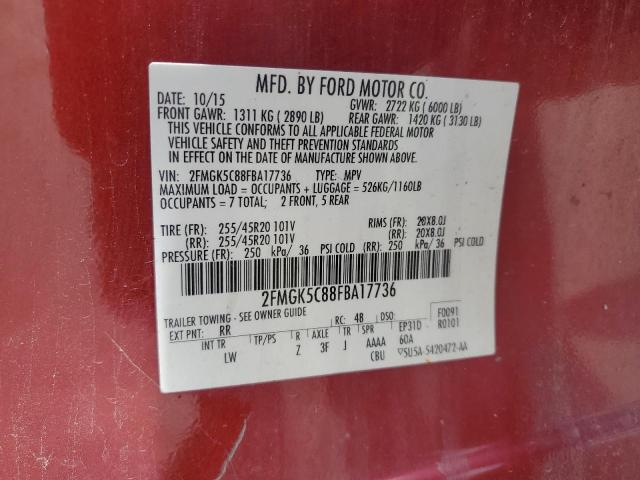 MFD. BY FORD MOTOR CO.
DATE: 10/15 GVWR: 2722 KG ( 6000 LB)
FRONT GAWR: 1311 KG ( 2890 LB) REAR GAWR: 1420 KG ( 3130 LB)
THIS VEHICLE CONFORMS TO ALL APPLICABLE FEDERAL MOTOR
VEHICLE SAFETY AND THEFT PREVENTION STANDARDS
IN EFFECT ON THE DATE OF MANUFACTURE SHOWN ABOVE.
VIN: 2FMGK5C88FBA17736 TYPE: MPV
MAXIMUM LOAD = OCCUPANTS + LUGGAGE = 526KG/1160LB
OCCUPANTS = 7 TOTAL; 2 FRONT, 5 REAR
TIRE (FR): 255/45R20 101V RIMS (FR): 20X8.0J
(RR): 255/45R20 101V (RR): 20X8.0J
PRESSURE (FR): 250 kPa/ 36 PSI COLD (RR): 250 kPa/ 36 PSI COLD
2FMGK5C88FBA17736
TRAILER TOWING - SEE OWNER GUIDE
EXT PNT: RR RC: 4B DSO: F0091
R0101
INT TR TP/PS R AXLE TR SPR EP31D
LW Z 3F J AAAA 60A
CBU ▽5U5A-5420472-AA